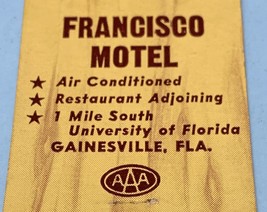 FRANCISCO
MOTEL
★ Air Conditioned
★ Restaurant Adjoining
★ 1 Mile South
University of Florida
GAINESVILLE, FLA.
AAA